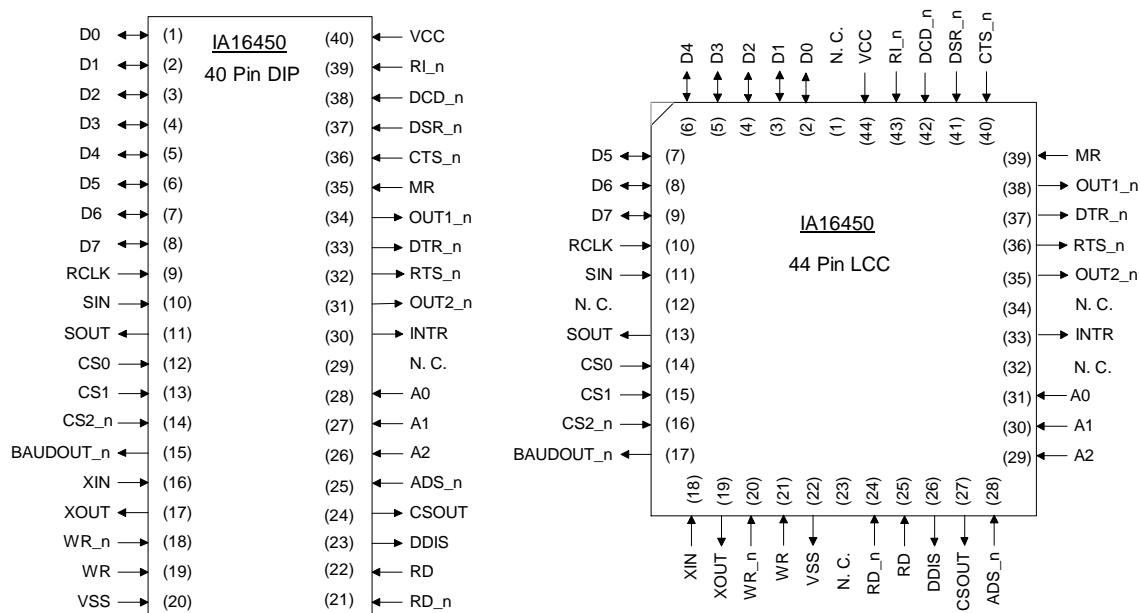 IA16450
40 Pin DIP
D0 (1) (40) VCC
D1 (2) (39) RI_n
D2 (3) (38) DCD_n
D3 (4) (37) DSR_n
D4 (5) (36) CTS_n
D5 (6) (35) MR
D6 (7) (34) OUT1_n
D7 (8) (33) DTR_n
RCLK (9) (32) RTS_n
SIN (10) (31) OUT2_n
SOUT (11) (30) INTR
CS0 (12) (29) N. C.
CS1 (13) (28) A0
CS2_n (14) (27) A1
BAUDOUT_n (15) (26) A2
XIN (16) (25) ADS_n
XOUT (17) (24) CSOUT
WR_n (18) (23) DDIS
WR (19) (22) RD
VSS (20) (21) RD_n
D4 D3 D2 D1 D0 N. C. VCC RI_n DCD_n DSR_n CTS_n
(6) (5) (4) (3) (2) (1) (44) (43) (42) (41) (40)
D5 (7) (39) MR
D6 (8) (38) OUT1_n
D7 (9) (37) DTR_n
IA16450
RCLK (10) (36) RTS_n
44 Pin LCC
SIN (11) (35) OUT2_n
N. C. (12) (34) N. C.
SOUT (13) (33) INTR
CS0 (14) (32) N. C.
CS1 (15) (31) A0
CS2_n (16) (30) A1
BAUDOUT_n (17) (29) A2
(18) (19) (20) (21) (22) (23) (24) (25) (26) (27) (28)
XIN XOUT WR_n WR VSS N. C. RD_n RD DDIS CSOUT ADS_n